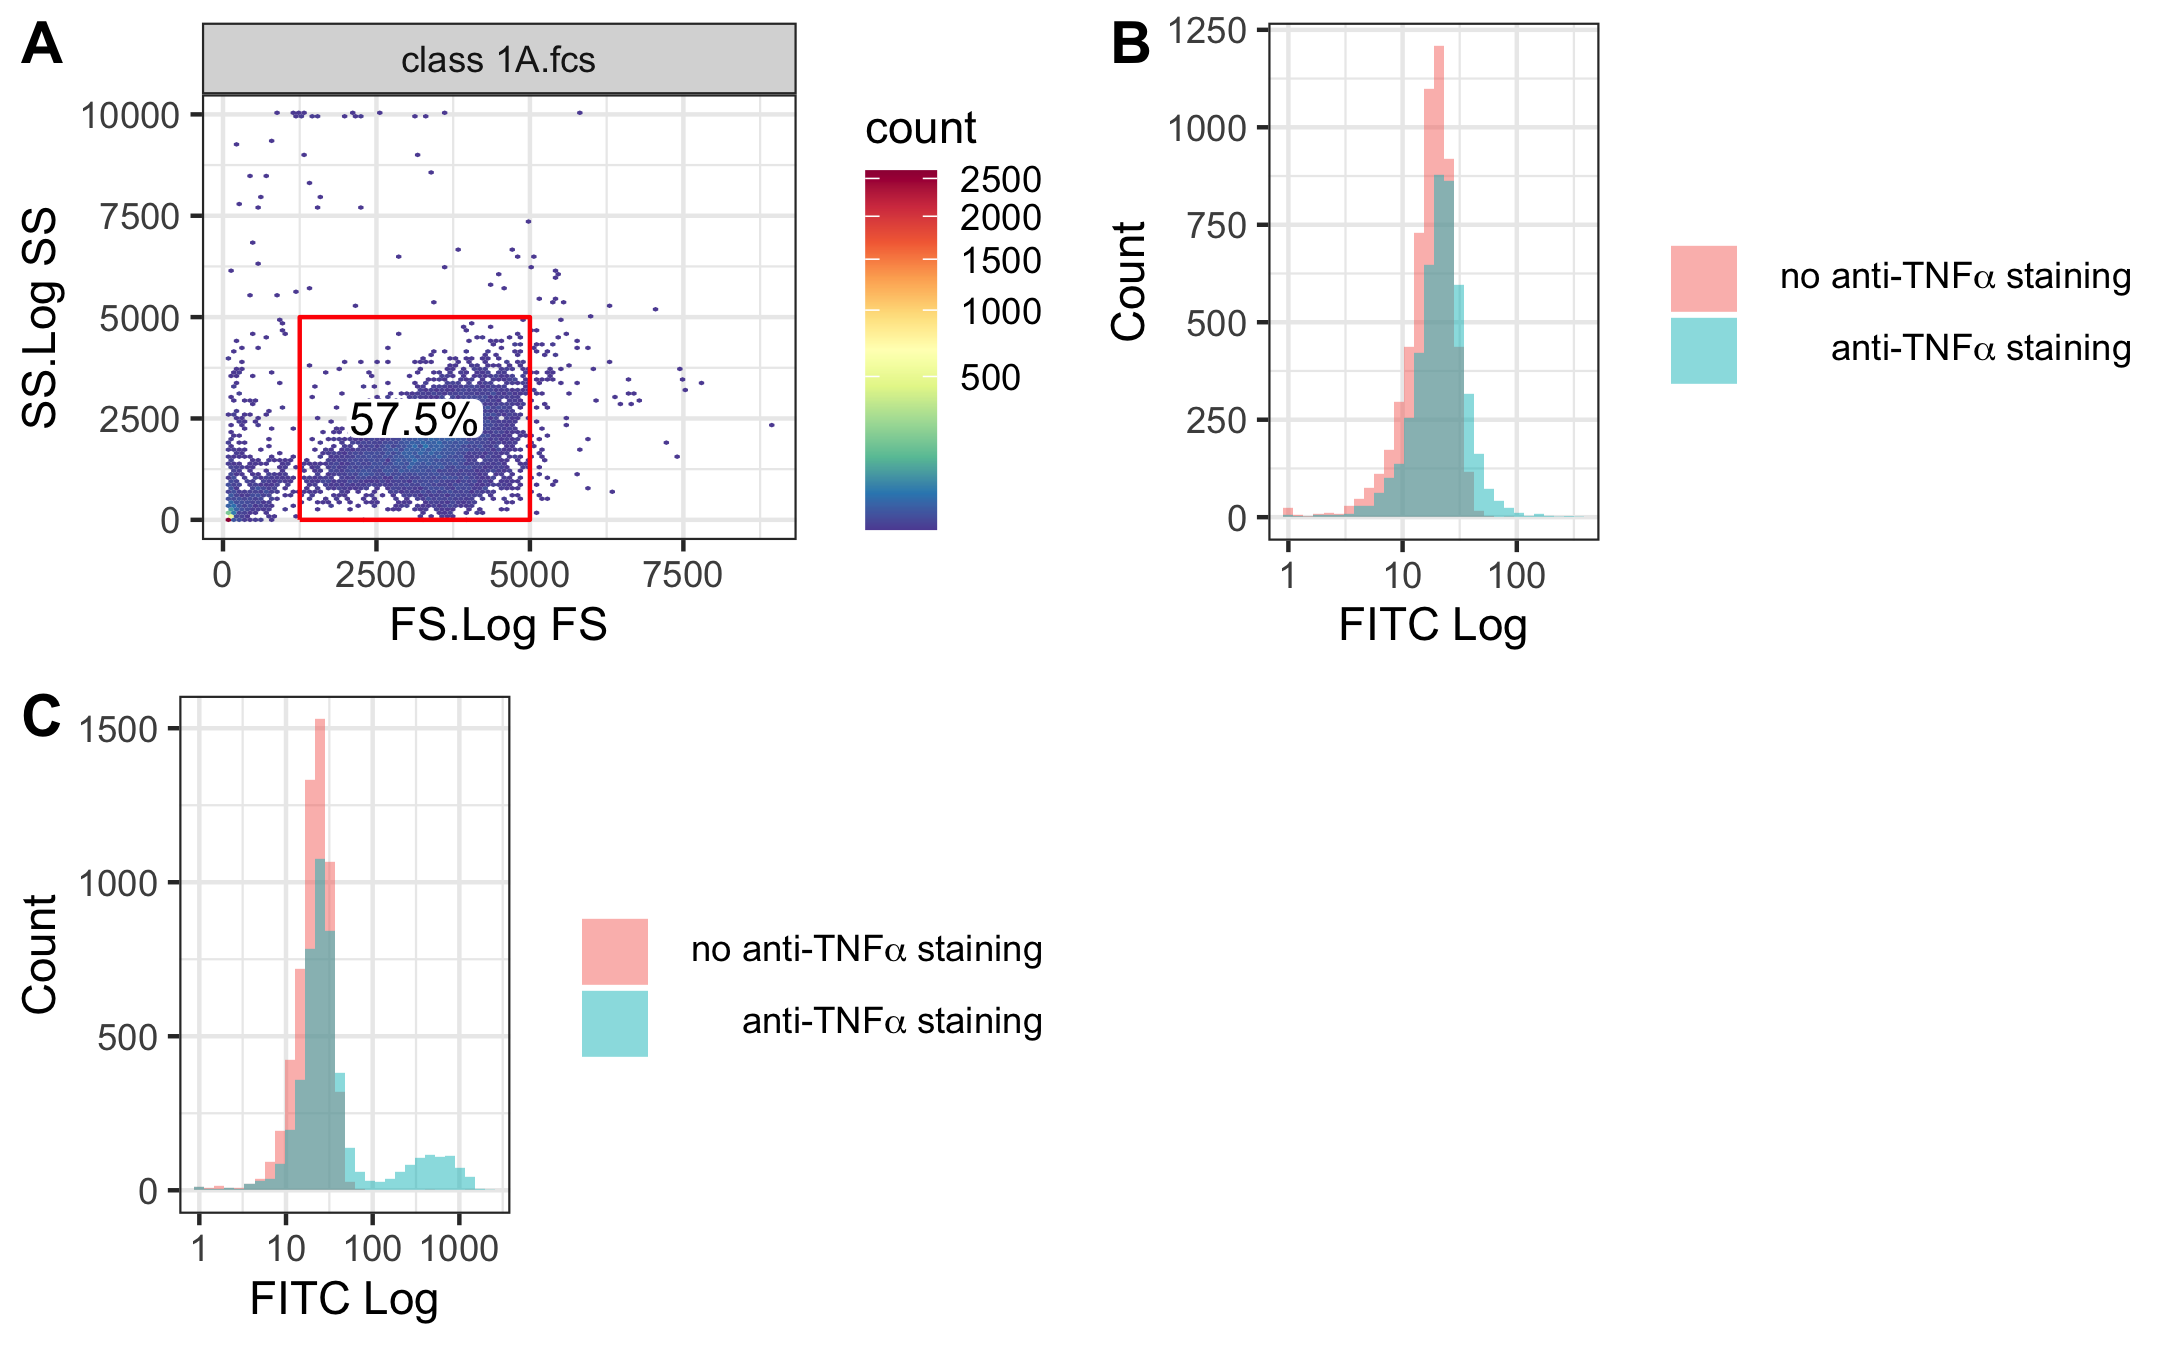 A
class 1A.fcs
10000
7500
5000
2500
0
SS.Log SS
57.5%
0 2500 5000 7500
FS.Log FS
count
2500
2000
1500
1000
500
B
1250
1000
750
500
250
0
Count
1 10 100
FITC Log
no anti-TNFα staining
anti-TNFα staining
C
1500
1000
500
0
Count
1 10 100 1000
FITC Log
no anti-TNFα staining
anti-TNFα staining